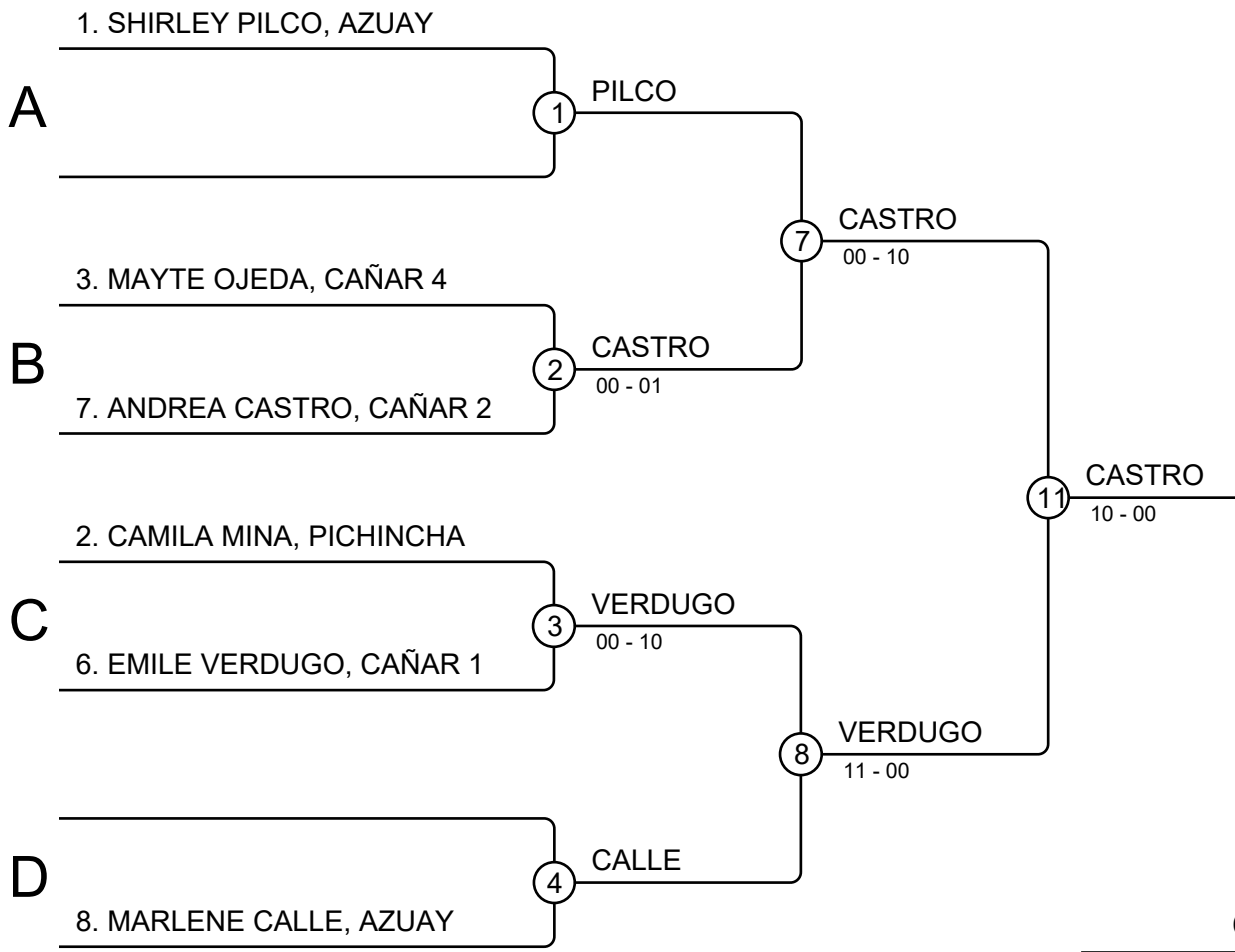 1. SHIRLEY PILCO, AZUAY
A
1
PILCO
7
CASTRO
00 - 10
3. MAYTE OJEDA, CAÑAR 4
B
2
CASTRO
00 - 01
7. ANDREA CASTRO, CAÑAR 2
11
CASTRO
10 - 00
2. CAMILA MINA, PICHINCHA
C
3
VERDUGO
00 - 10
6. EMILE VERDUGO, CAÑAR 1
8
VERDUGO
11 - 00
D
4
CALLE
8. MARLENE CALLE, AZUAY